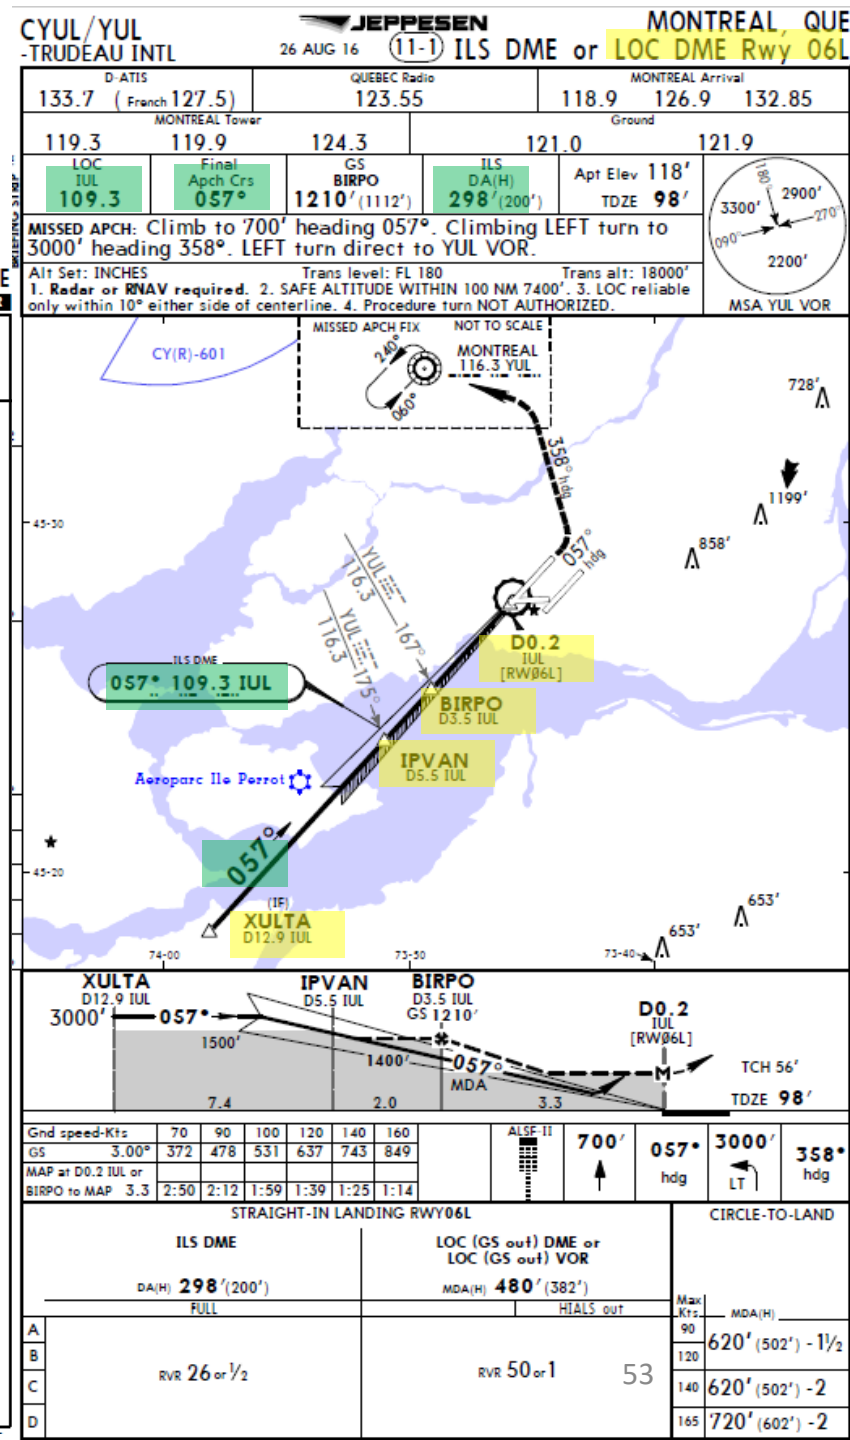 CYUL/YUL
-TRUDEAU INTL
JEPPESEN
26 AUG 16
11-1
MONTREAL, QUE
ILS DME or LOC DME Rwy 06L
D-ATIS
133.7 (French 127.5)
QUEBEC Radio
123.55
MONTREAL Arrival
118.9 126.9 132.85
MONTREAL Tower
119.3 119.9 124.3
Ground
121.0 121.9
LOC
IUL
109.3
Final
Apch Crs
057°
GS
BIRPO
1210' (1112')
ILS
DA(H)
298' (200')
Apt Elev 118'
TDZE 98'
BRIEFING STRIP
180°
3300'
2900'
270°
090°
2200'
MSA YUL VOR
MISSED APCH: Climb to 700' heading 057°. Climbing LEFT turn to
3000' heading 358°. LEFT turn direct to YUL VOR.
Alt Set: INCHES Trans level: FL 180 Trans alt: 18000'
1. Radar or RNAV required. 2. SAFE ALTITUDE WITHIN 100 NM 7400'. 3. LOC reliable
only within 10° either side of centerline. 4. Procedure turn NOT AUTHORIZED.
E
CY(R)-601
MISSED APCH FIX
NOT TO SCALE
MONTREAL
116.3 YUL
240°
060°
728'
1199'
858'
358° hdg
057°
hdg
45-30
YUL
116.3
167°
YUL
116.3
175°
D0.2
IUL
[RW06L]
ILS DME
057° 109.3 IUL
BIRPO
D3.5 IUL
IPVAN
D5.5 IUL
Aeroparc Ile Perrot
057°
45-20
(IF)
XULTA
D12.9 IUL
653'
653'
74-00
73-50
73-40
XULTA
D12.9 IUL
IPVAN
D5.5 IUL
BIRPO
D3.5 IUL
GS 1210'
D0.2
IUL
[RW06L]
3000'
057°
1500'
1400'
057°
MDA
M
TCH 56'
TDZE 98'
7.4
2.0
3.3
Gnd speed-Kts 70 90 100 120 140 160
GS 3.00° 372 478 531 637 743 849
MAP at D0.2 IUL or
BIRPO to MAP 3.3 2:50 2:12 1:59 1:39 1:25 1:14
ALSF-II
700'
057°
hdg
3000'
LT
358°
hdg
STRAIGHT-IN LANDING RWY06L
CIRCLE-TO-LAND
ILS DME
LOC (GS out) DME or
LOC (GS out) VOR
DA(H) 298' (200')
MDA(H) 480' (382')
FULL
HIALS out
Max
Kts
MDA(H)
A
B
C
D
RVR 26 or 1/2
RVR 50 or 1
53
90
620' (502') - 1 1/2
120
140 620' (502') - 2
165 720' (602') - 2